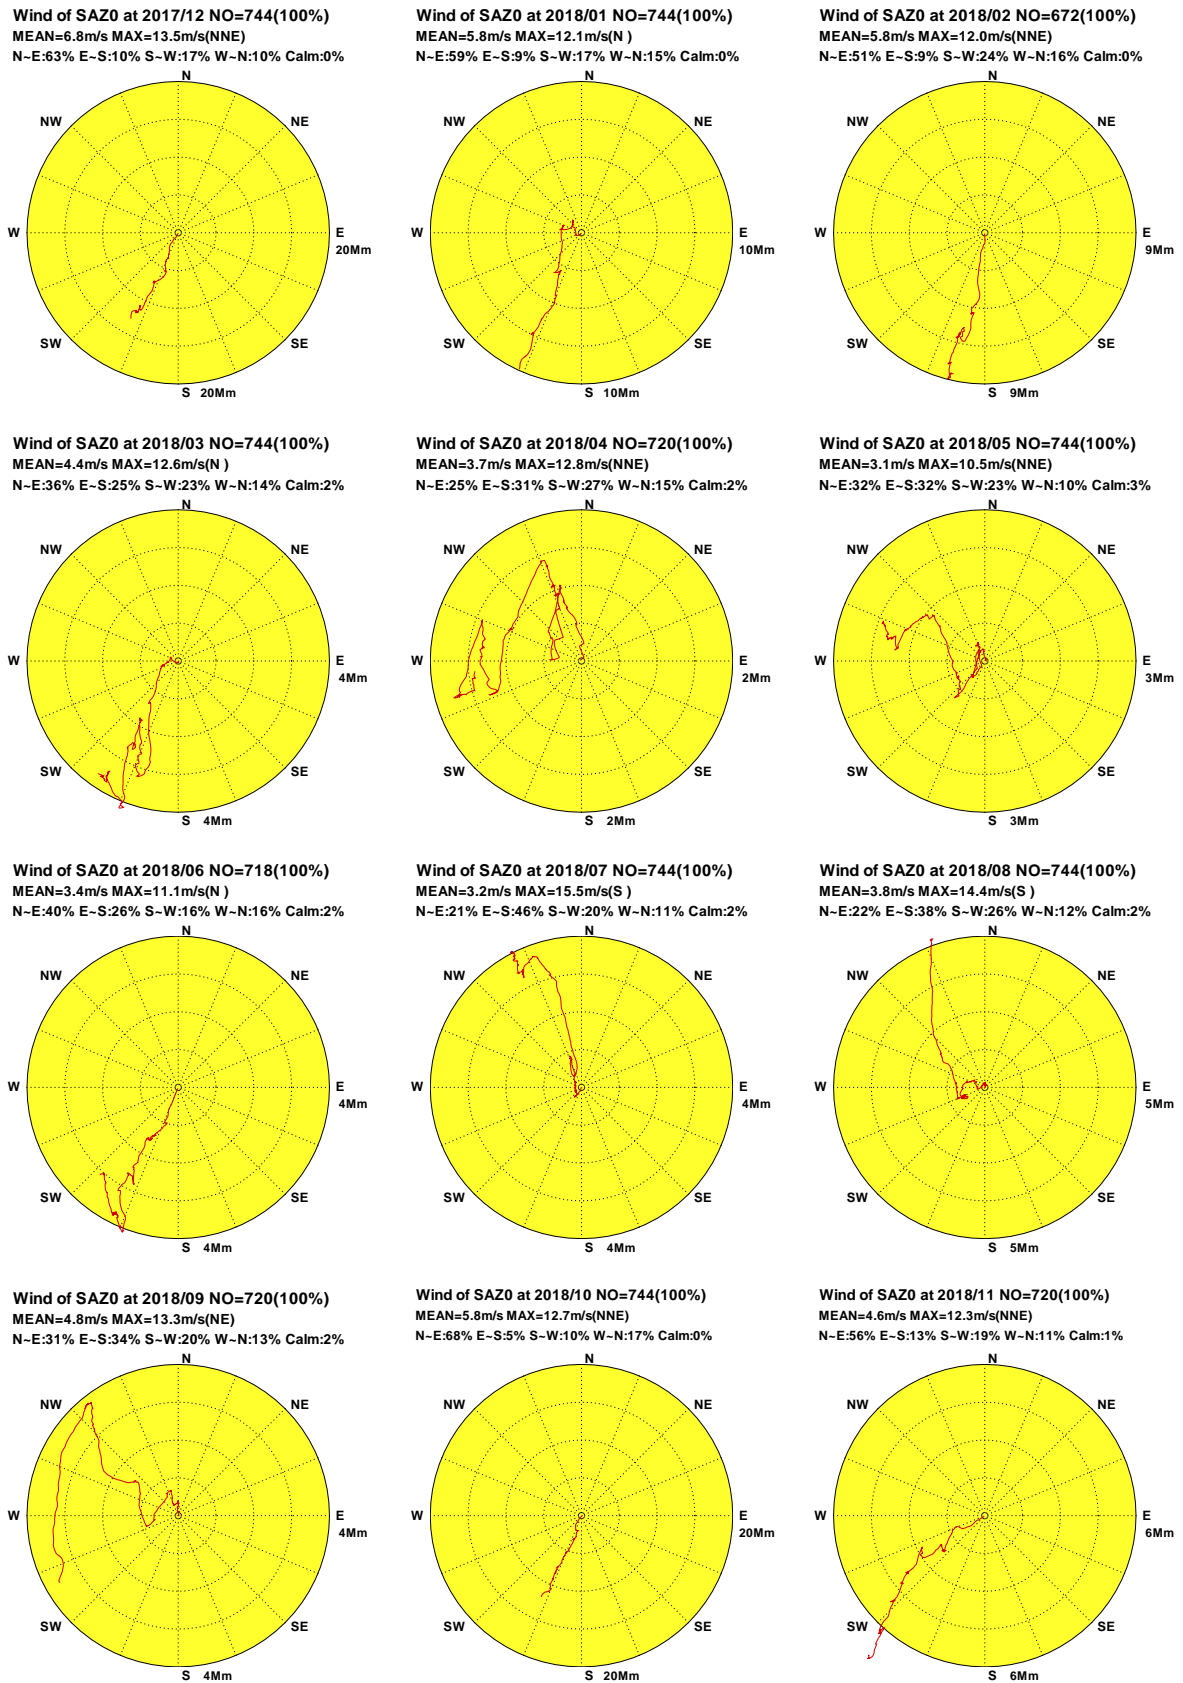 Wind of SAZ0 at 2017/12 NO=744(100%)
MEAN=6.8m/s MAX=13.5m/s(NNE)
N~E:63% E~S:10% S~W:17% W~N:10% Calm:0%
N
NW
NE
W
E
20Mm
SW
SE
S 20Mm
Wind of SAZ0 at 2018/01 NO=744(100%)
MEAN=5.8m/s MAX=12.1m/s(N )
N~E:59% E~S:9% S~W:17% W~N:15% Calm:0%
N
NW
NE
W
E
10Mm
SW
SE
S 10Mm
Wind of SAZ0 at 2018/02 NO=672(100%)
MEAN=5.8m/s MAX=12.0m/s(NNE)
N~E:51% E~S:9% S~W:24% W~N:16% Calm:0%
N
NW
NE
W
E
9Mm
SW
SE
S 9Mm
Wind of SAZ0 at 2018/03 NO=744(100%)
MEAN=4.4m/s MAX=12.6m/s(N )
N~E:36% E~S:25% S~W:23% W~N:14% Calm:2%
N
NW
NE
W
E
4Mm
SW
SE
S 4Mm
Wind of SAZ0 at 2018/04 NO=720(100%)
MEAN=3.7m/s MAX=12.8m/s(NNE)
N~E:25% E~S:31% S~W:27% W~N:15% Calm:2%
N
NW
NE
W
E
2Mm
SW
SE
S 2Mm
Wind of SAZ0 at 2018/05 NO=744(100%)
MEAN=3.1m/s MAX=10.5m/s(NNE)
N~E:32% E~S:32% S~W:23% W~N:10% Calm:3%
N
NW
NE
W
E
3Mm
SW
SE
S 3Mm
Wind of SAZ0 at 2018/06 NO=718(100%)
MEAN=3.4m/s MAX=11.1m/s(N )
N~E:40% E~S:26% S~W:16% W~N:16% Calm:2%
N
NW
NE
W
E
4Mm
SW
SE
S 4Mm
Wind of SAZ0 at 2018/07 NO=744(100%)
MEAN=3.2m/s MAX=15.5m/s(S )
N~E:21% E~S:46% S~W:20% W~N:11% Calm:2%
N
NW
NE
W
E
4Mm
SW
SE
S 4Mm
Wind of SAZ0 at 2018/08 NO=744(100%)
MEAN=3.8m/s MAX=14.4m/s(S )
N~E:22% E~S:38% S~W:26% W~N:12% Calm:2%
N
NW
NE
W
E
5Mm
SW
SE
S 5Mm
Wind of SAZ0 at 2018/09 NO=720(100%)
MEAN=4.8m/s MAX=13.3m/s(NE)
N~E:31% E~S:34% S~W:20% W~N:13% Calm:2%
N
NW
NE
W
E
4Mm
SW
SE
S 4Mm
Wind of SAZ0 at 2018/10 NO=744(100%)
MEAN=5.8m/s MAX=12.7m/s(NNE)
N~E:68% E~S:5% S~W:10% W~N:17% Calm:0%
N
NW
NE
W
E
20Mm
SW
SE
S 20Mm
Wind of SAZ0 at 2018/11 NO=720(100%)
MEAN=4.6m/s MAX=12.3m/s(NNE)
N~E:56% E~S:13% S~W:19% W~N:11% Calm:1%
N
NW
NE
W
E
6Mm
SW
SE
S 6Mm